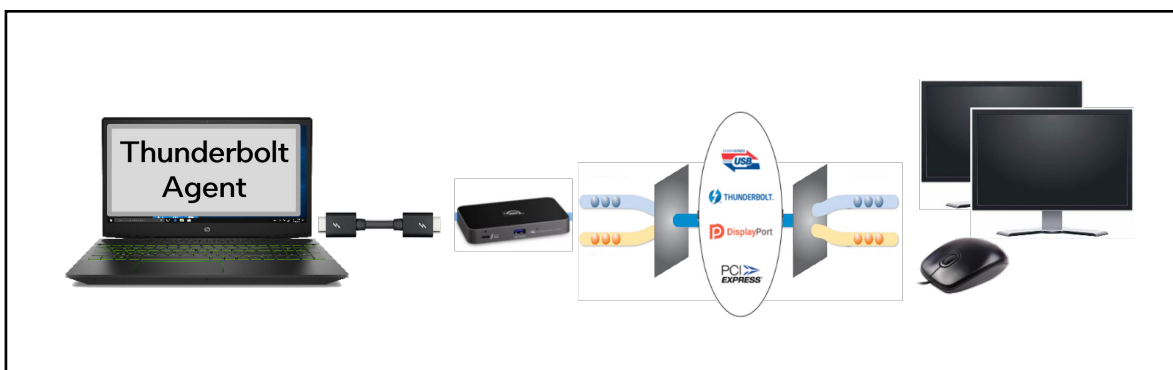 Thunderbolt
Agent
USB
THUNDERBOLT
DisplayPort
PCI
EXPRESS